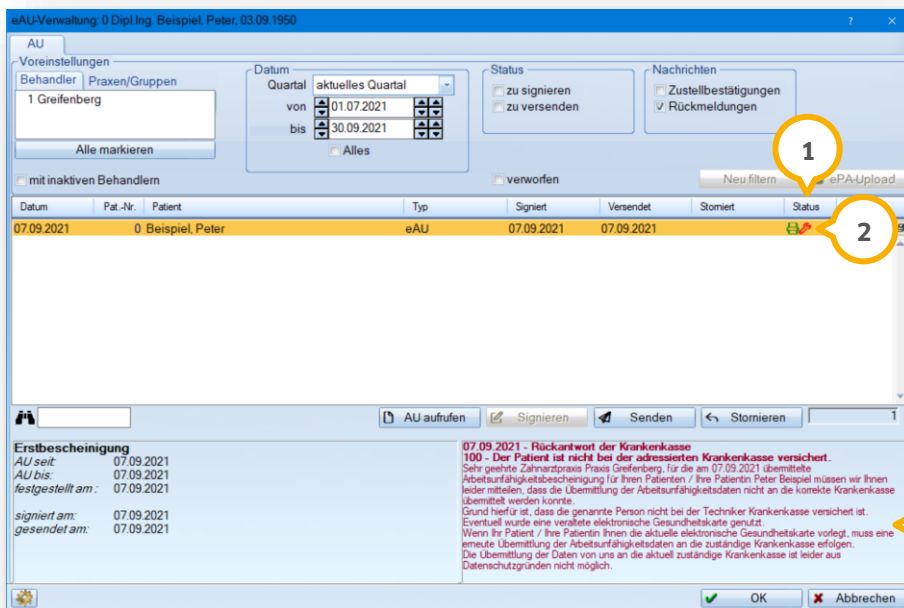 eAU-Verwaltung: 0 Dipl.Ing. Beispiel, Peter, 03.09.1950
AU
Voreinstellungen
Behandler Praxen/Gruppen
1 Greifenberg
Alle markieren
mit inaktiven Behandlern
Datum
Quartal aktuelles Quartal
von 01.07.2021
bis 30.09.2021
Alles
Status
zu signieren
zu versenden
verworfen
Nachrichten
Zustellbestätigungen
Rückmeldungen
Neu filtern ePA-Upload
1
Datum Pat.-Nr. Patient Typ Signiert Versendet Storniert Status
07.09.2021 0 Beispiel, Peter eAU 07.09.2021 07.09.2021
2
AU aufrufen Signieren Senden Stornieren 1
Erstbescheinigung
AU seit: 07.09.2021
AU bis: 07.09.2021
festgestellt am: 07.09.2021
signiert am: 07.09.2021
gesendet am: 07.09.2021
07.09.2021 - Rückantwort der Krankenkasse
100 - Der Patient ist nicht bei der adressierten Krankenkasse versichert.
Sehr geehrte Zahnarztpraxis Praxis Greifenberg, für die am 07.09.2021 übermittelte
Arbeitsunfähigkeitsbescheinigung für Ihren Patienten / Ihre Patientin Peter Beispiel müssen wir Ihnen
leider mitteilen, dass die Übermittlung der Arbeitsunfähigkeitsdaten nicht an die korrekte Krankenkasse
übermittelt werden konnte.
Grund hierfür ist, dass die genannte Person nicht bei der Techniker Krankenkasse versichert ist.
Eventuell wurde eine veraltete elektronische Gesundheitskarte genutzt.
Wenn Ihr Patient / Ihre Patientin Ihnen die aktuelle elektronische Gesundheitskarte vorlegt, muss eine
erneute Übermittlung der Arbeitsunfähigkeitsdaten an die zuständige Krankenkasse erfolgen.
Die Übermittlung der Daten von uns an die aktuell zuständige Krankenkasse ist leider aus
Datenschutzgründen nicht möglich.
OK Abbrechen